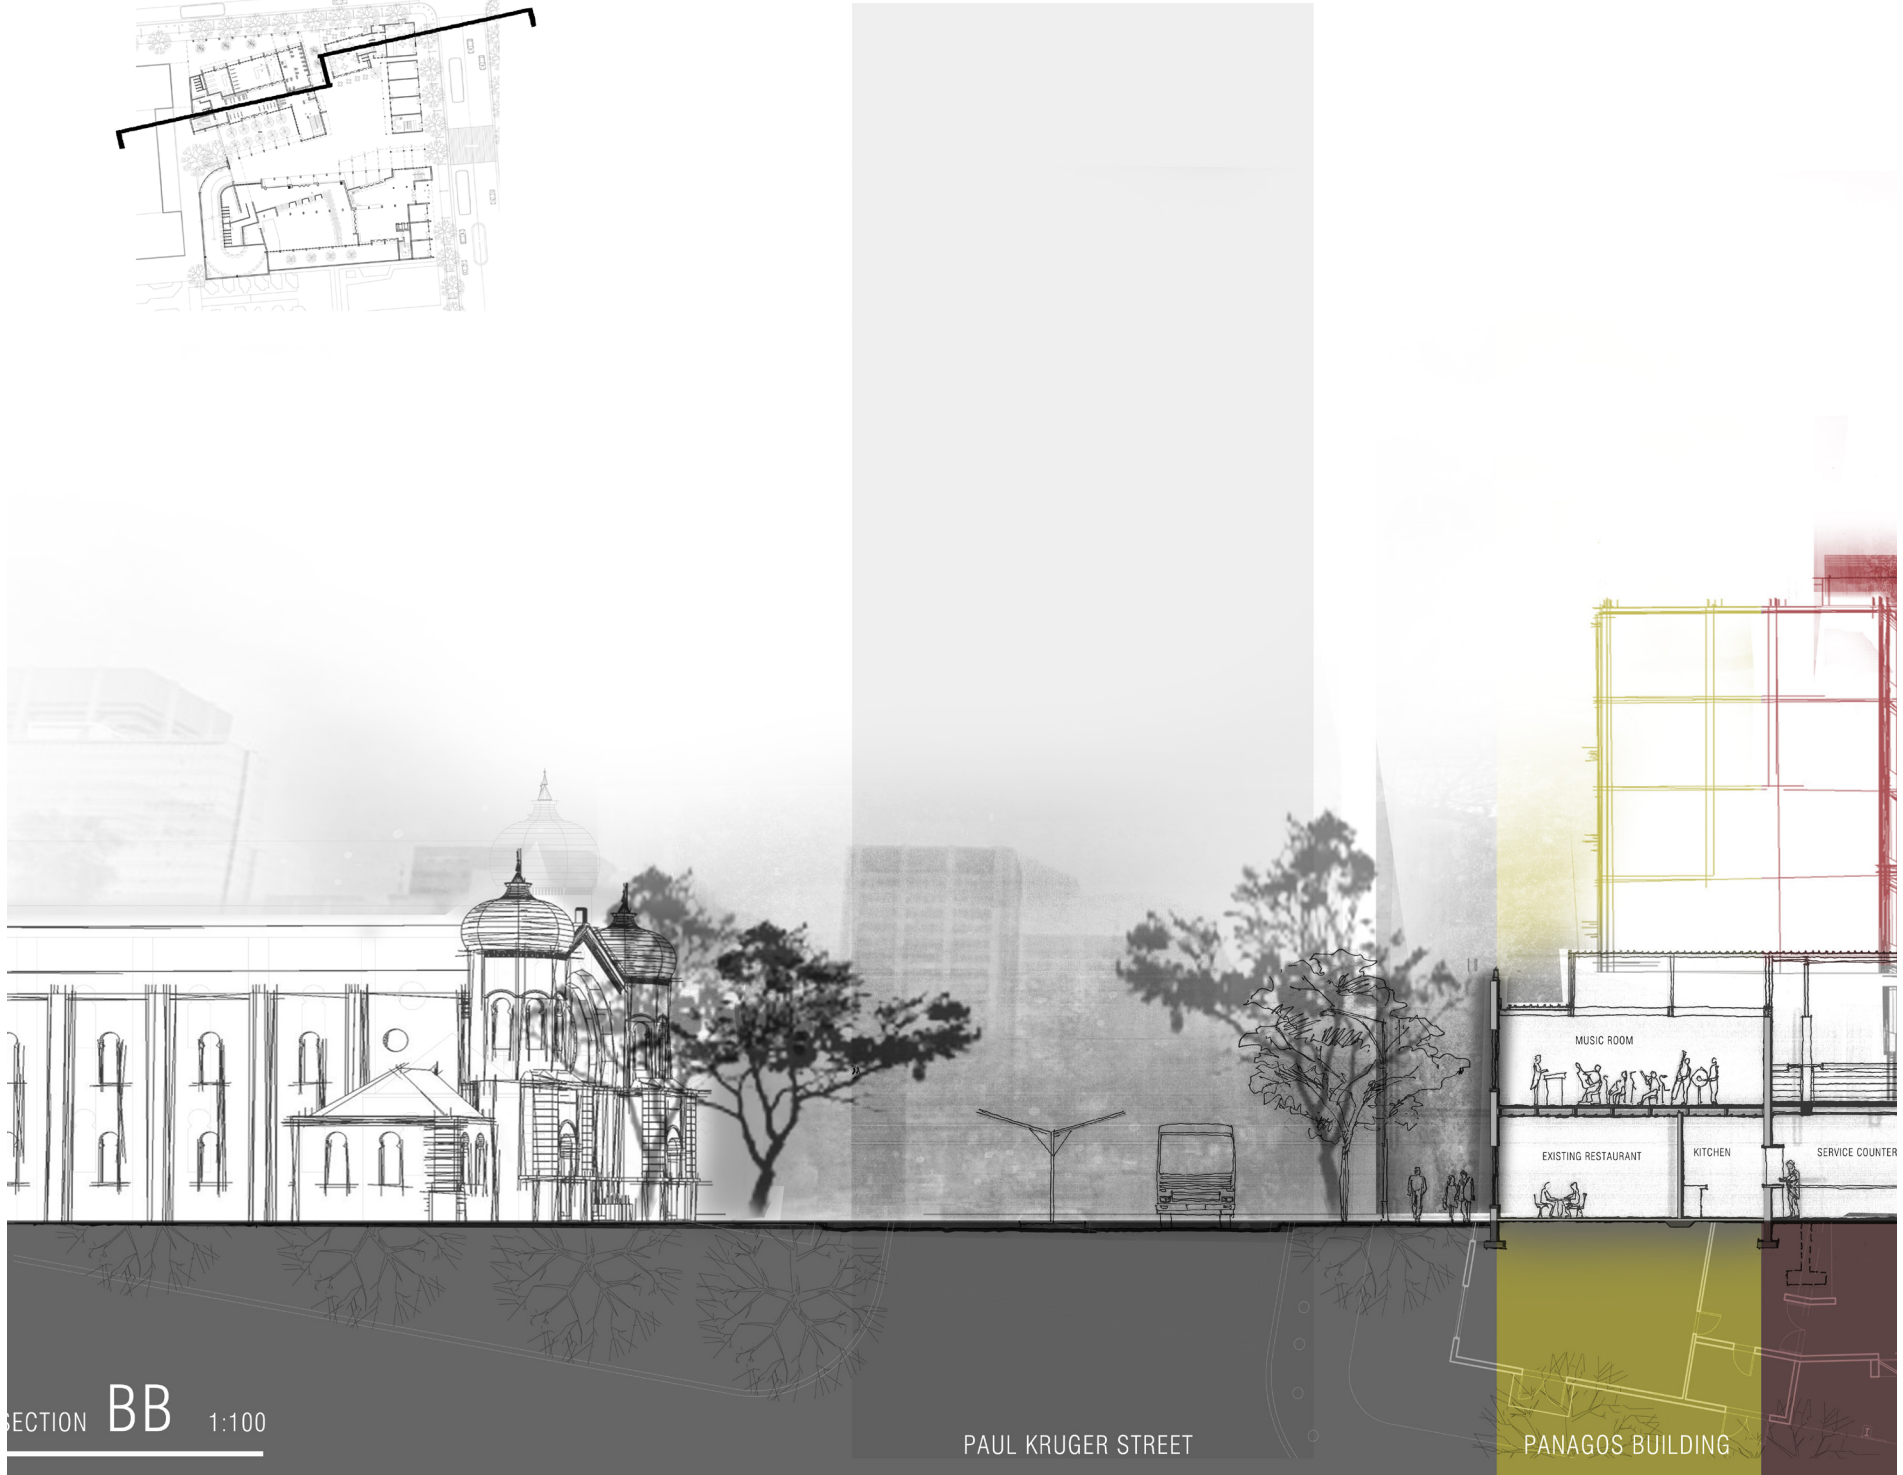 MUSIC ROOM
EXISTING RESTAURANT
KITCHEN
SERVICE COUNTER
SECTION BB 1:100
PAUL KRUGER STREET
PANAGOS BUILDING